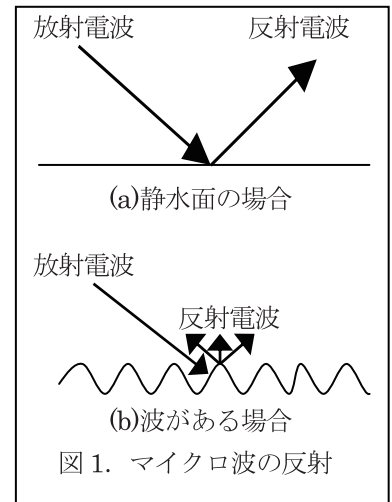 放射電波 反射電波
(a)静水面の場合
放射電波
反射電波
(b)波がある場合
図1. マイクロ波の反射